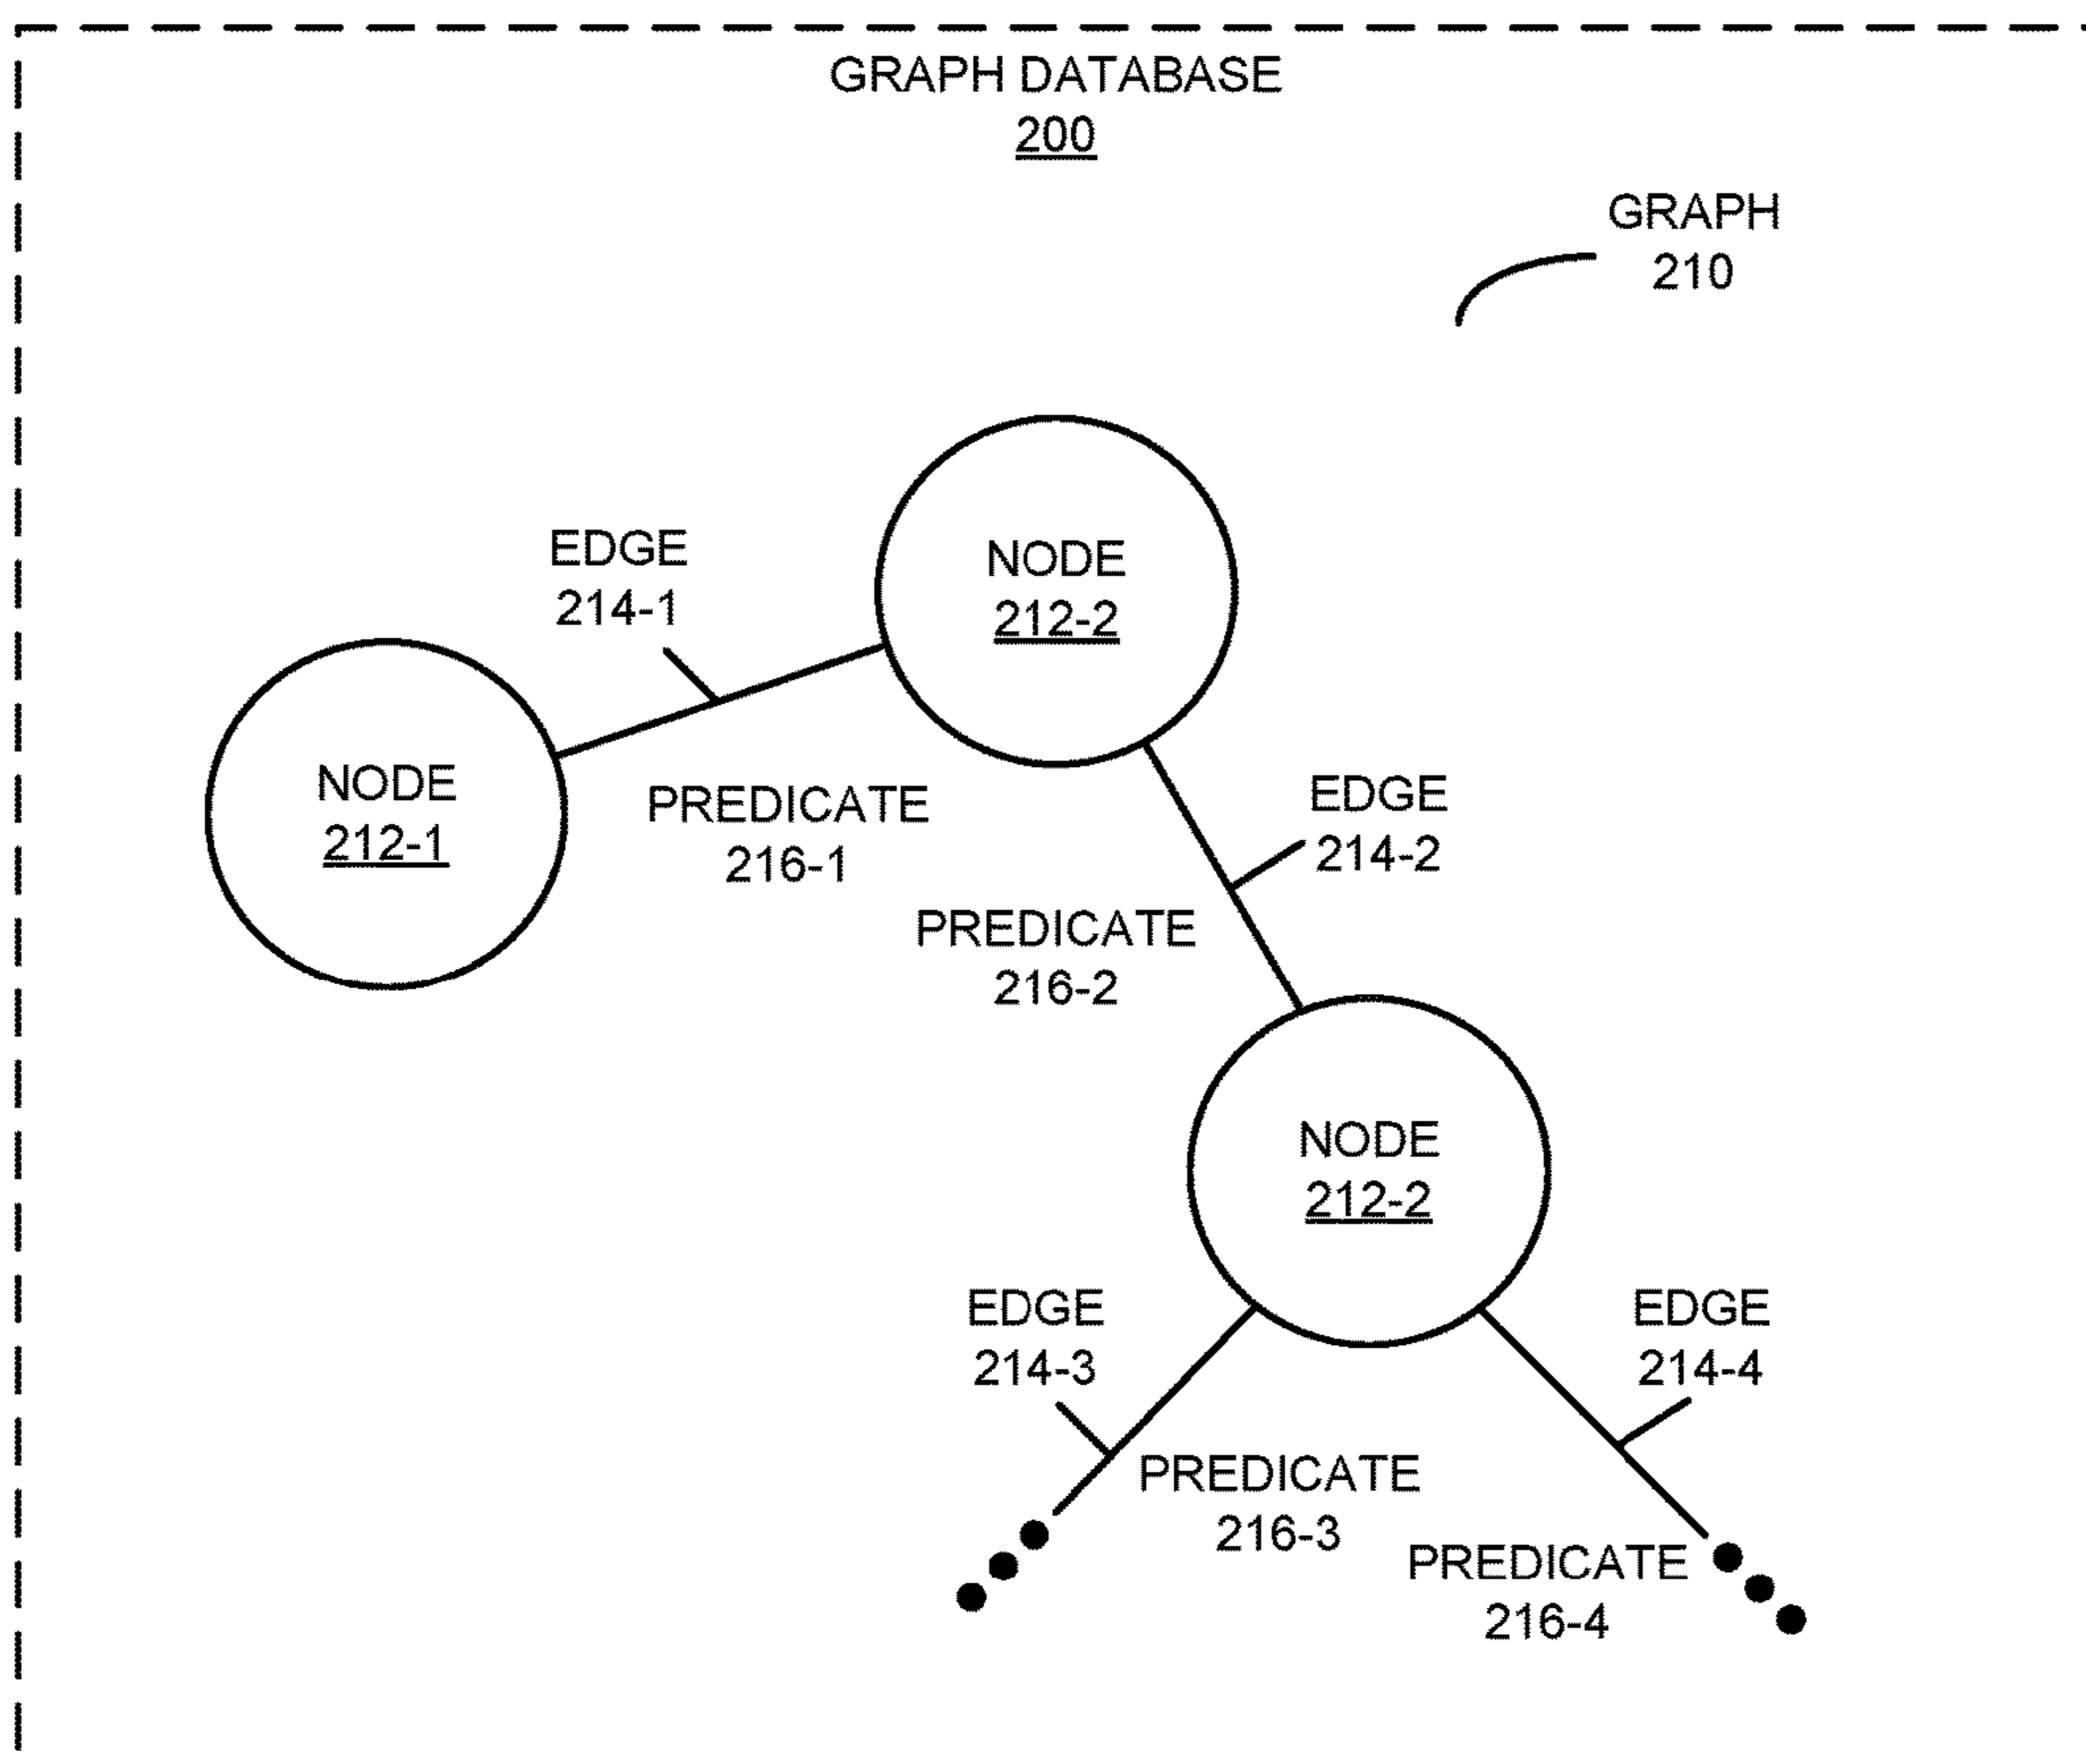 GRAPH DATABASE
200
GRAPH
210
EDGE
214-1
NODE
212-2
NODE
212-1
PREDICATE
216-1
EDGE
214-2
PREDICATE
216-2
NODE
212-2
EDGE
214-3
EDGE
214-4
PREDICATE
216-3
PREDICATE
216-4